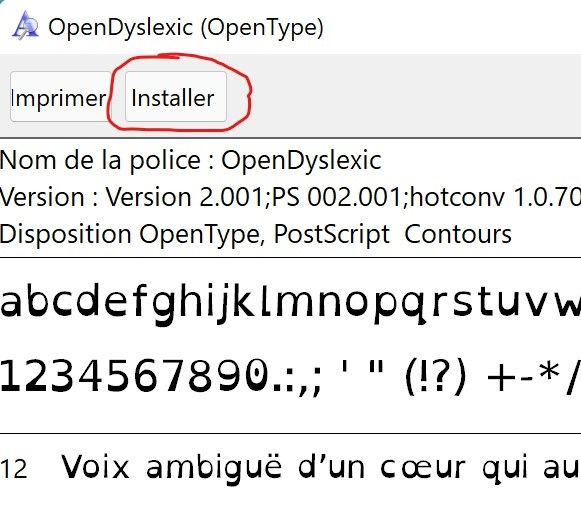 OpenDyslexic (OpenType)
Imprimer Installer
Nom de la police : OpenDyslexic
Version : Version 2.001;PS 002.001;hotconv 1.0.70
Disposition OpenType, PostScript Contours
abcdefghijklmnopqrstuvw
1234567890.:,; ' " (!?) +-*/
12 Voix ambiguë d’un cœur qui au